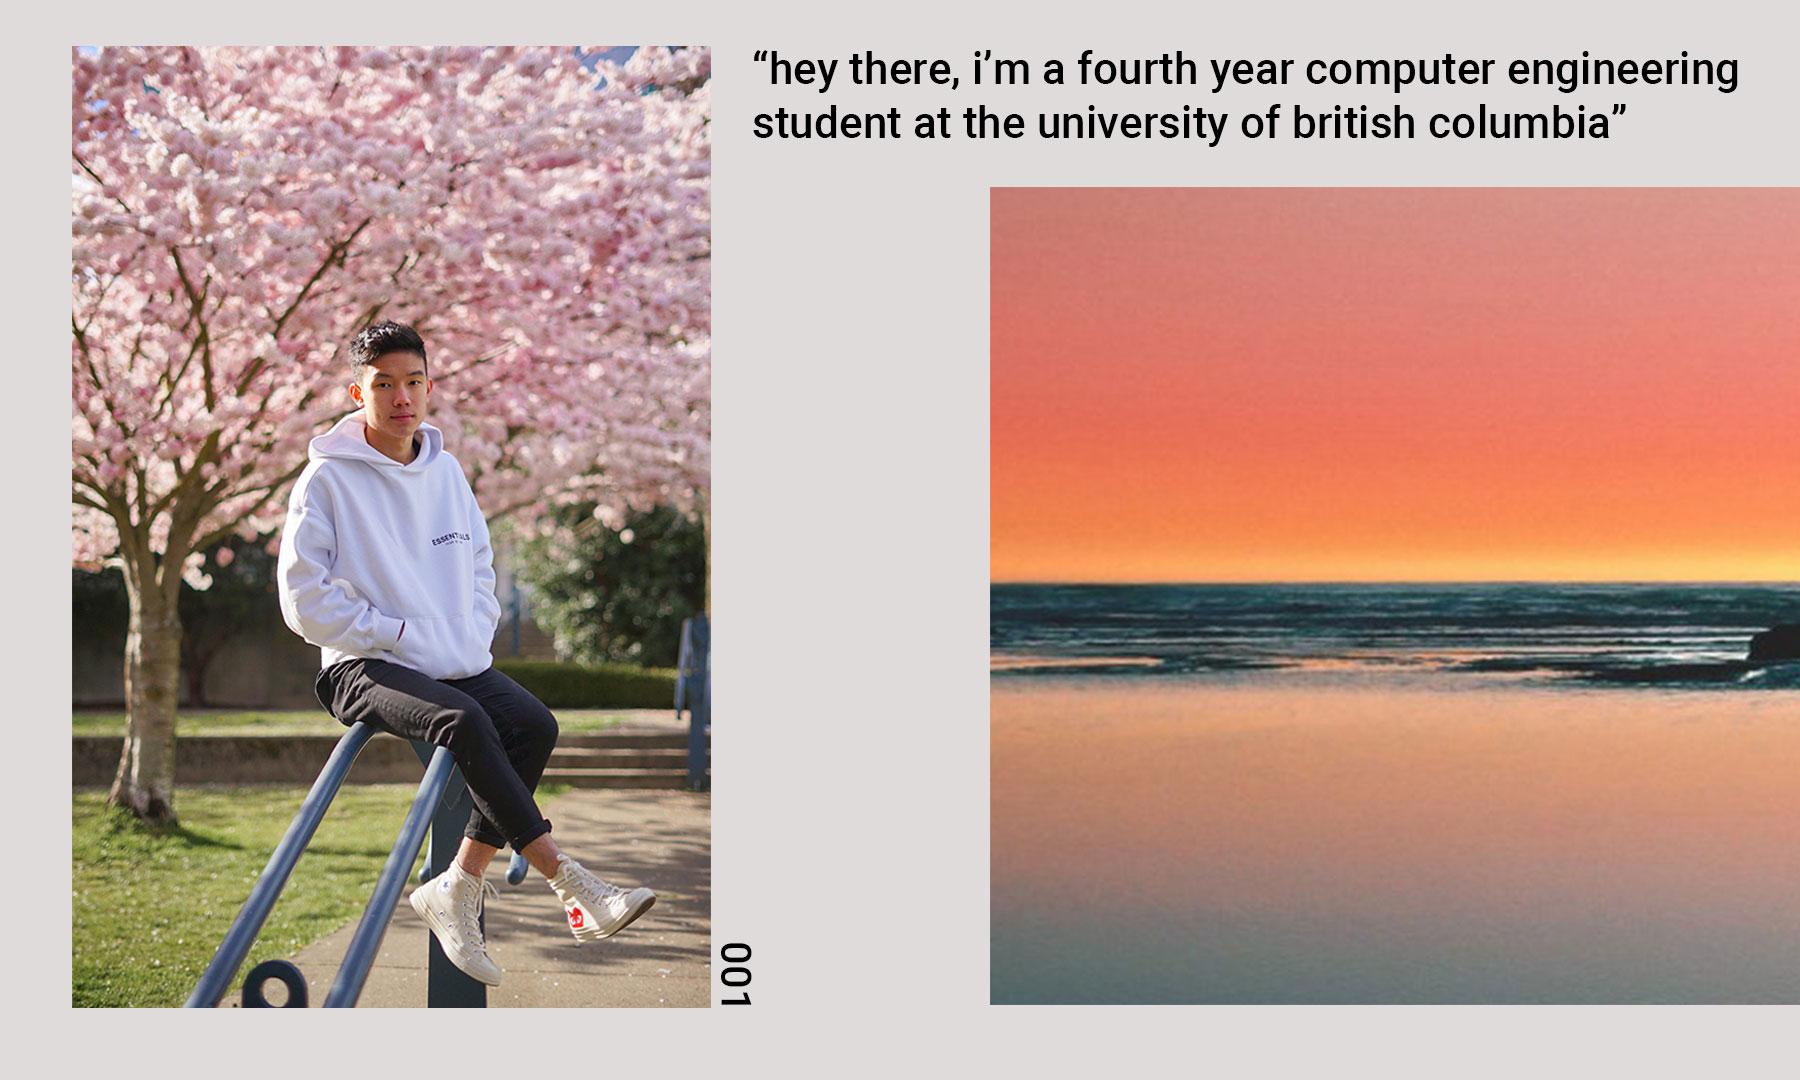 “hey there, i’m a fourth year computer engineering
student at the university of british columbia”
ESSENTIALS
001